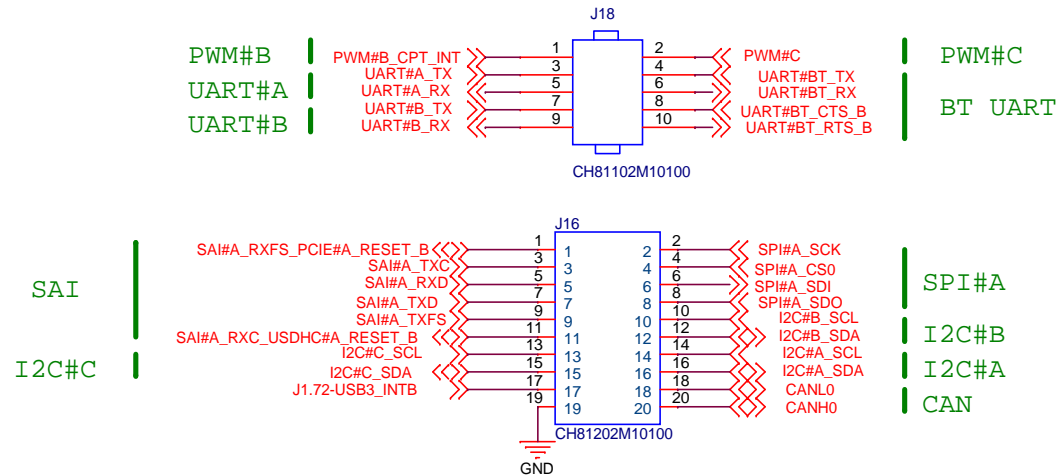 J18
PWM#B PWM#B_CPT_INT 1 2 PWM#C PWM#C
UART#A_TX 3 4 UART#BT_TX
UART#A UART#A_RX 5 6 UART#BT_RX
UART#B_TX 7 8 UART#BT_CTS_B BT UART
UART#B UART#B_RX 9 10 UART#BT_RTS_B
CH81102M10100
J16
SAI#A_RXFS_PCIE#A_RESET_B 1 1 2 2 SPI#A_SCK
SAI#A_TXC 3 3 4 4 SPI#A_CS0
SAI SAI#A_RXD 5 5 6 6 SPI#A_SDI SPI#A
SAI#A_TXD 7 7 8 8 SPI#A_SDO
SAI#A_TXFS 9 9 10 10 I2C#B_SCL
SAI#A_RXC_USDHC#A_RESET_B 11 11 12 12 I2C#B_SDA I2C#B
I2C#C_SCL 13 13 14 14 I2C#A_SCL
I2C#C I2C#C_SDA 15 15 16 16 I2C#A_SDA I2C#A
J1.72-USB3_INTB 17 17 18 18 CANL0
19 19 20 20 CANH0 CAN
CH81202M10100
GND